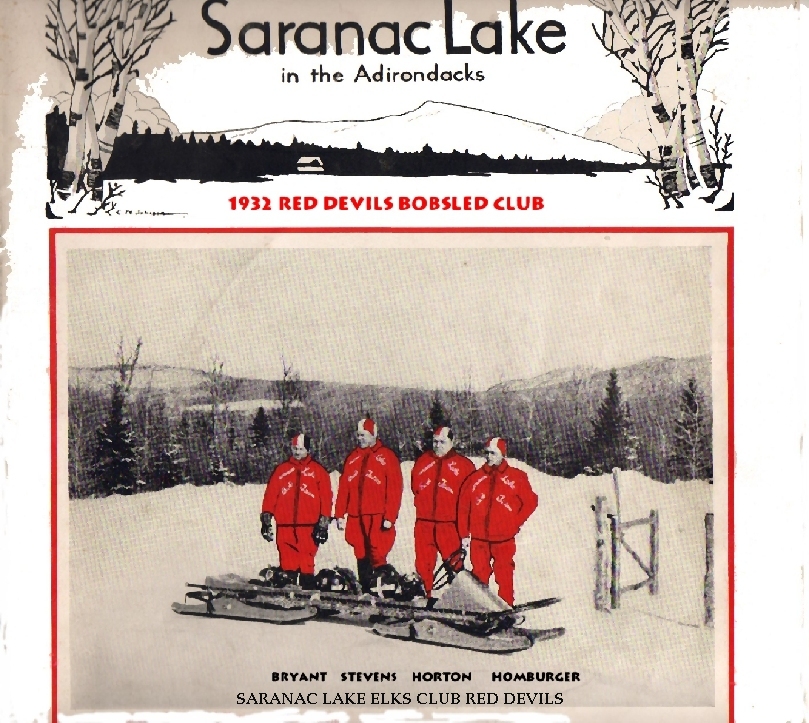 Saranac Lake
in the Adirondacks
1932 RED DEVILS BOBSLED CLUB
BRYANT STEVENS HORTON HOMBURGER
SARANAC LAKE ELKS CLUB RED DEVILS